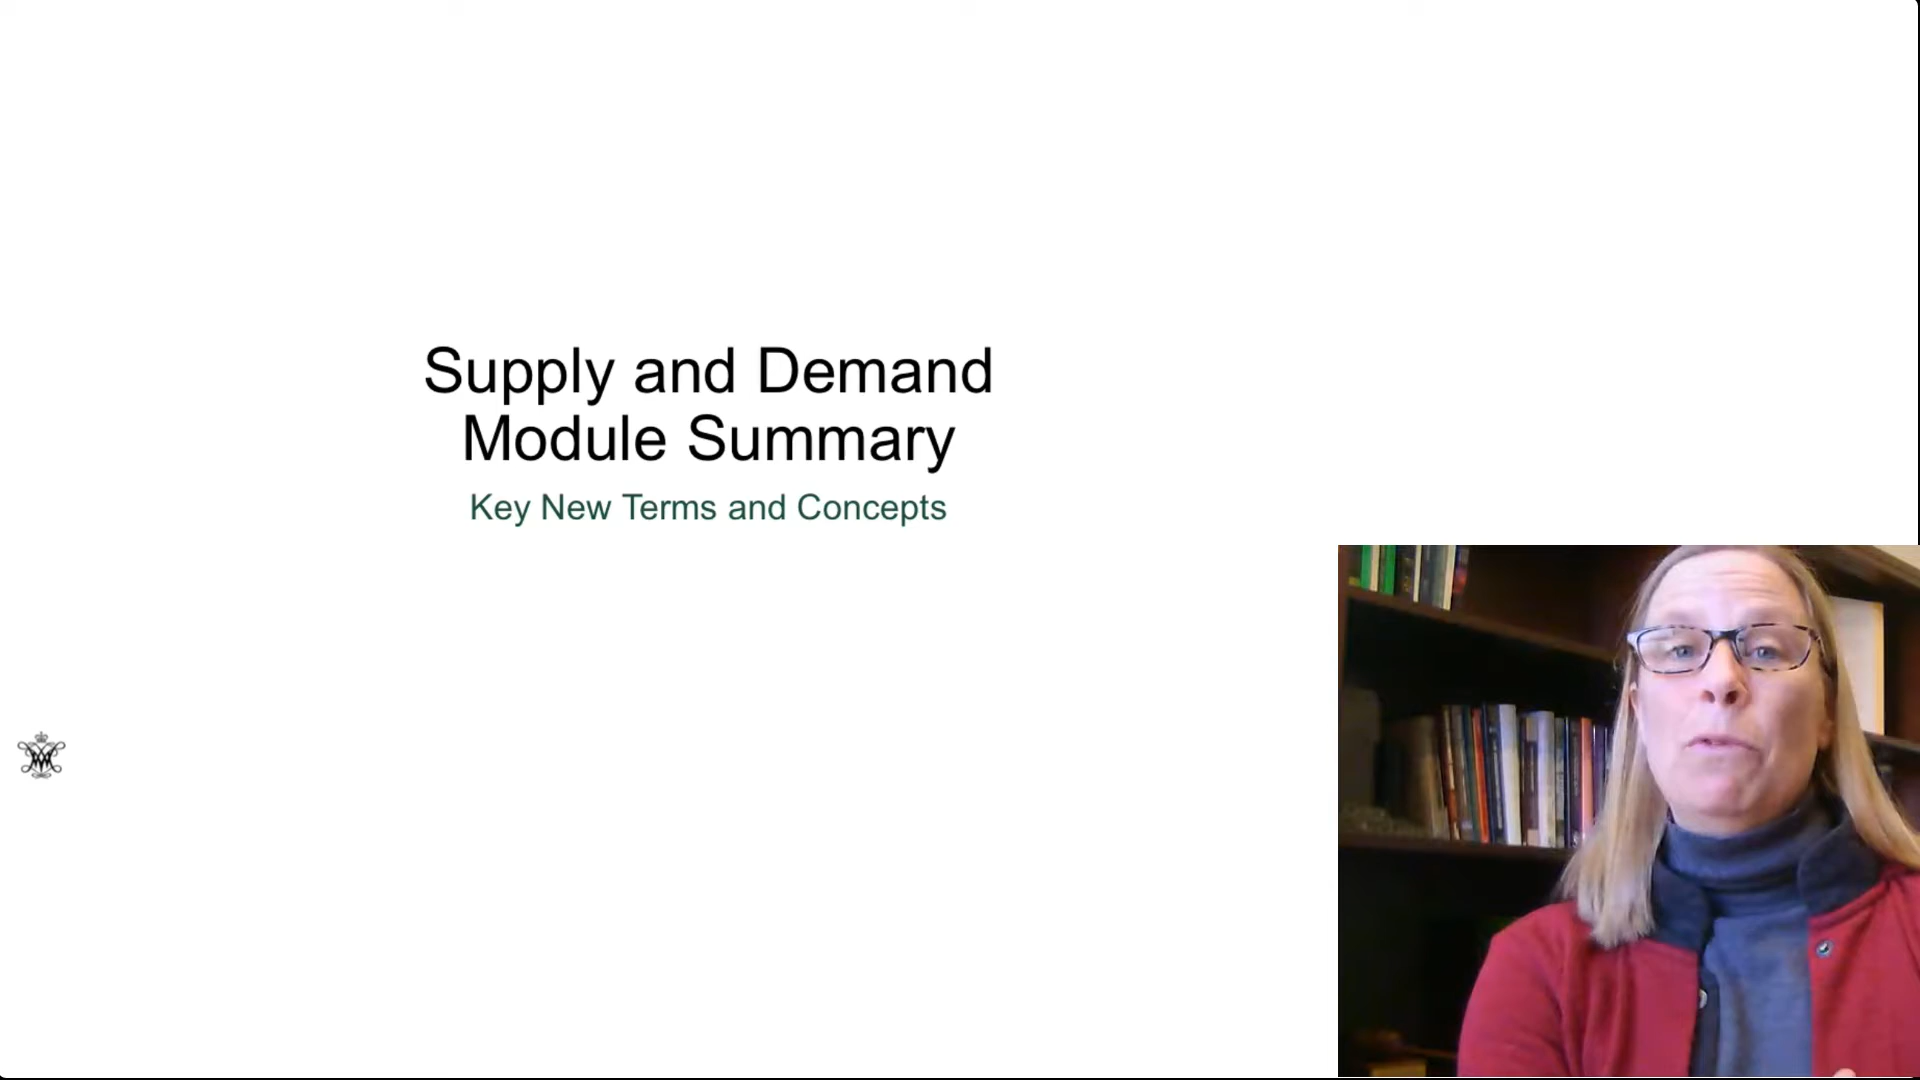 Supply and Demand
Module Summary
Key New Terms and Concepts